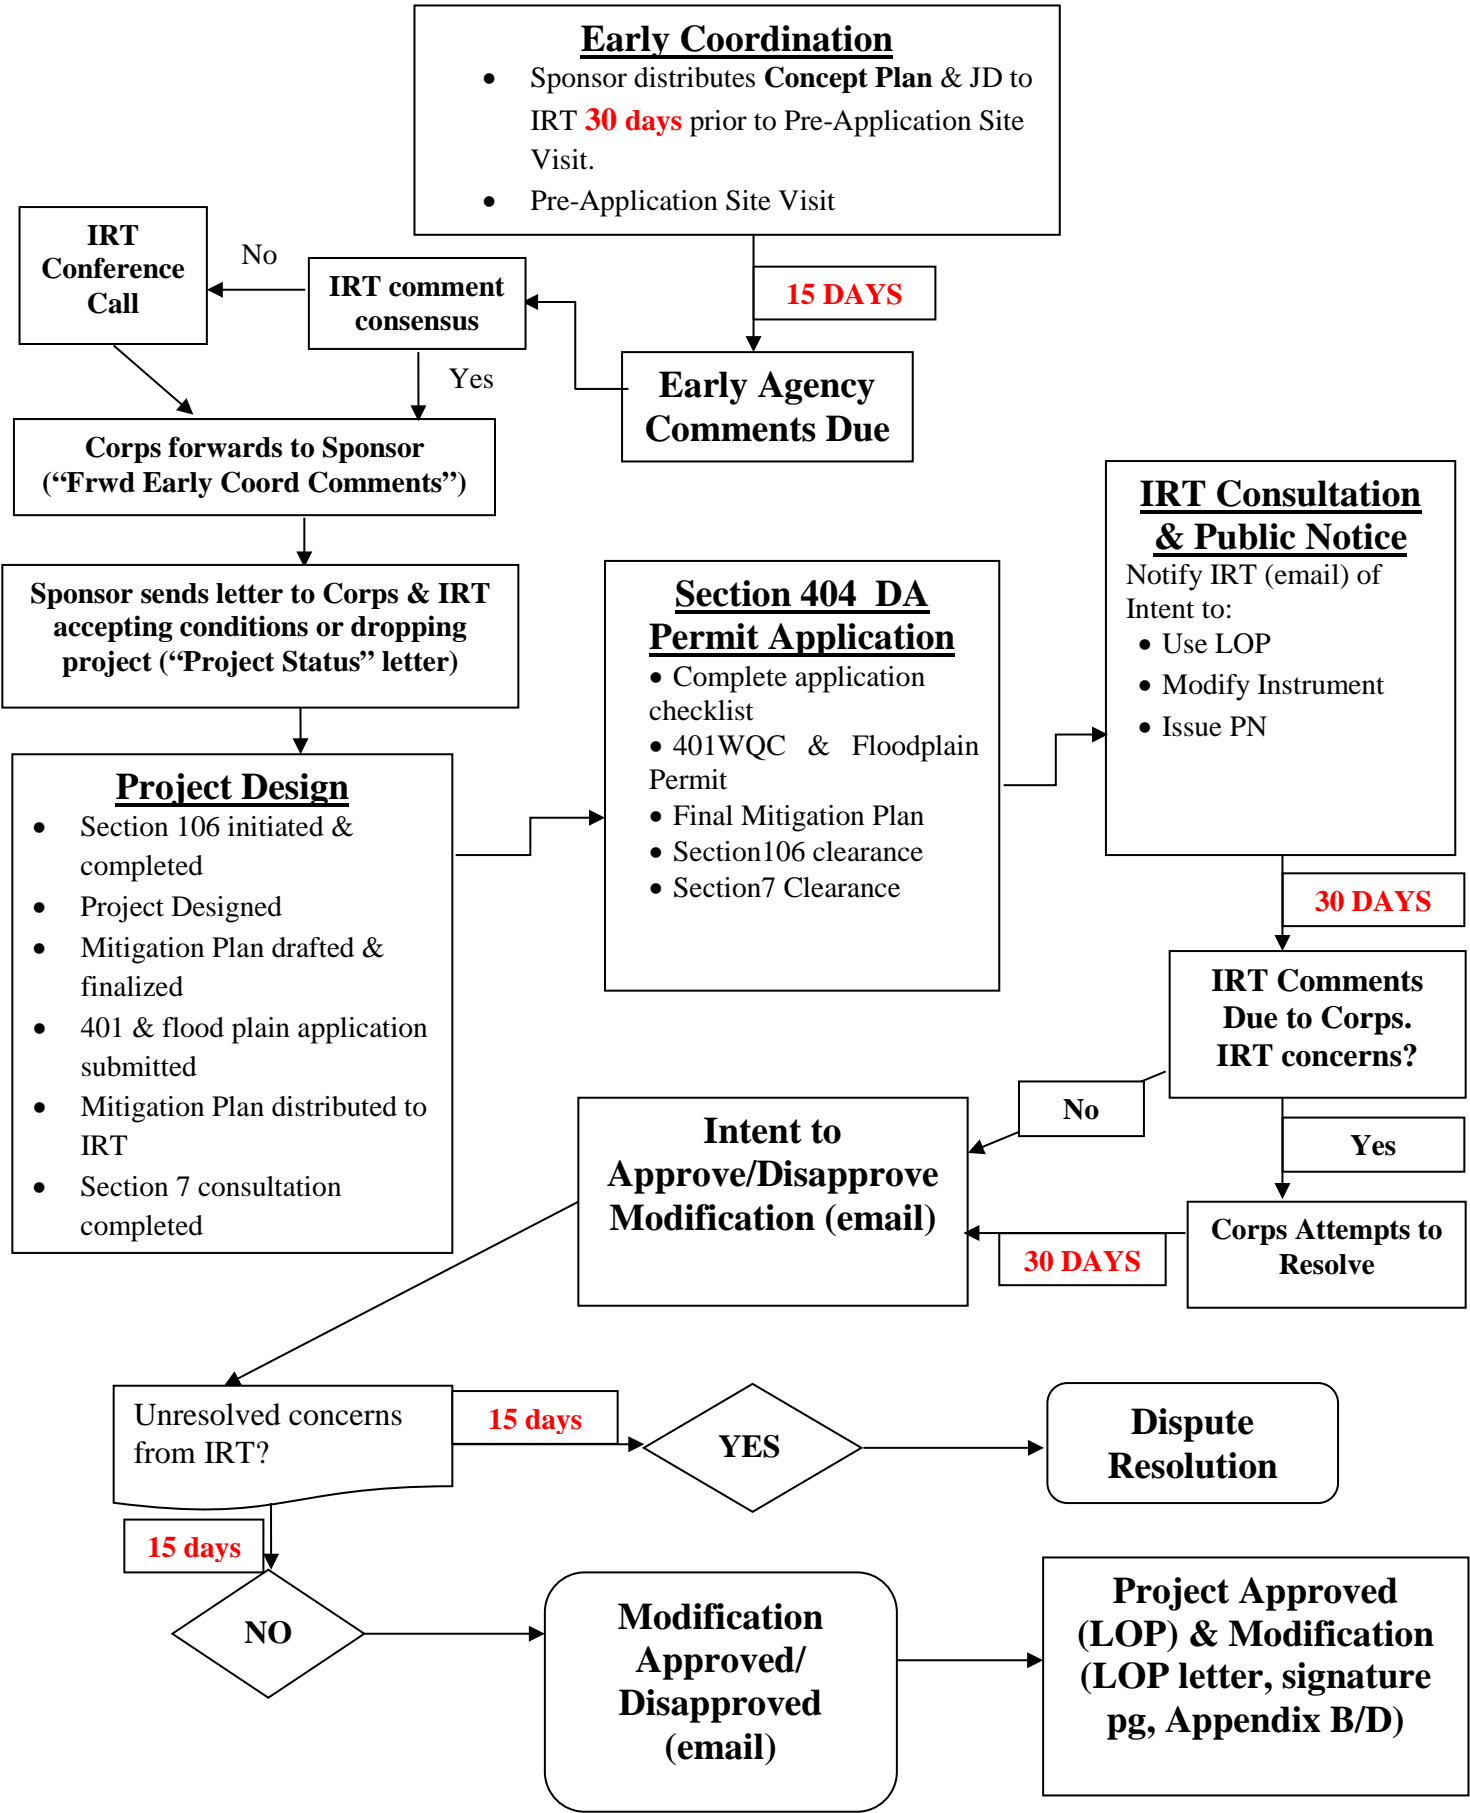 Early Coordination
• Sponsor distributes Concept Plan & JD to
IRT 30 days prior to Pre-Application Site
Visit.
• Pre-Application Site Visit
15 DAYS
Early Agency
Comments Due
IRT comment
consensus
No
IRT
Conference
Call
Yes
Corps forwards to Sponsor
(“Frwd Early Coord Comments”)
Sponsor sends letter to Corps & IRT
accepting conditions or dropping
project (“Project Status” letter)
Project Design
• Section 106 initiated &
completed
• Project Designed
• Mitigation Plan drafted &
finalized
• 401 & flood plain application
submitted
• Mitigation Plan distributed to
IRT
• Section 7 consultation
completed
Section 404 DA
Permit Application
• Complete application
checklist
• 401WQC & Floodplain
Permit
• Final Mitigation Plan
• Section106 clearance
• Section7 Clearance
IRT Consultation
& Public Notice
Notify IRT (email) of
Intent to:
• Use LOP
• Modify Instrument
• Issue PN
30 DAYS
IRT Comments
Due to Corps.
IRT concerns?
No
Yes
Corps Attempts to
Resolve
30 DAYS
Intent to
Approve/Disapprove
Modification (email)
Unresolved concerns
from IRT?
15 days
YES
Dispute
Resolution
15 days
NO
Modification
Approved/
Disapproved
(email)
Project Approved
(LOP) & Modification
(LOP letter, signature
pg, Appendix B/D)